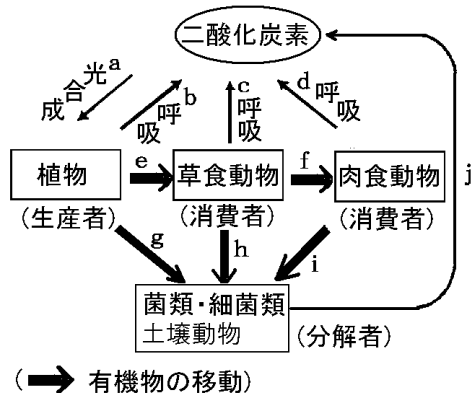 二酸化炭素
光合成 a
呼吸 b
呼吸 c
呼吸 d
植物
e
草食動物
f
肉食動物
j
(生産者)
(消費者)
(消費者)
g
h
i
菌類・細菌類
土壌動物
(分解者)
(➡ 有機物の移動)